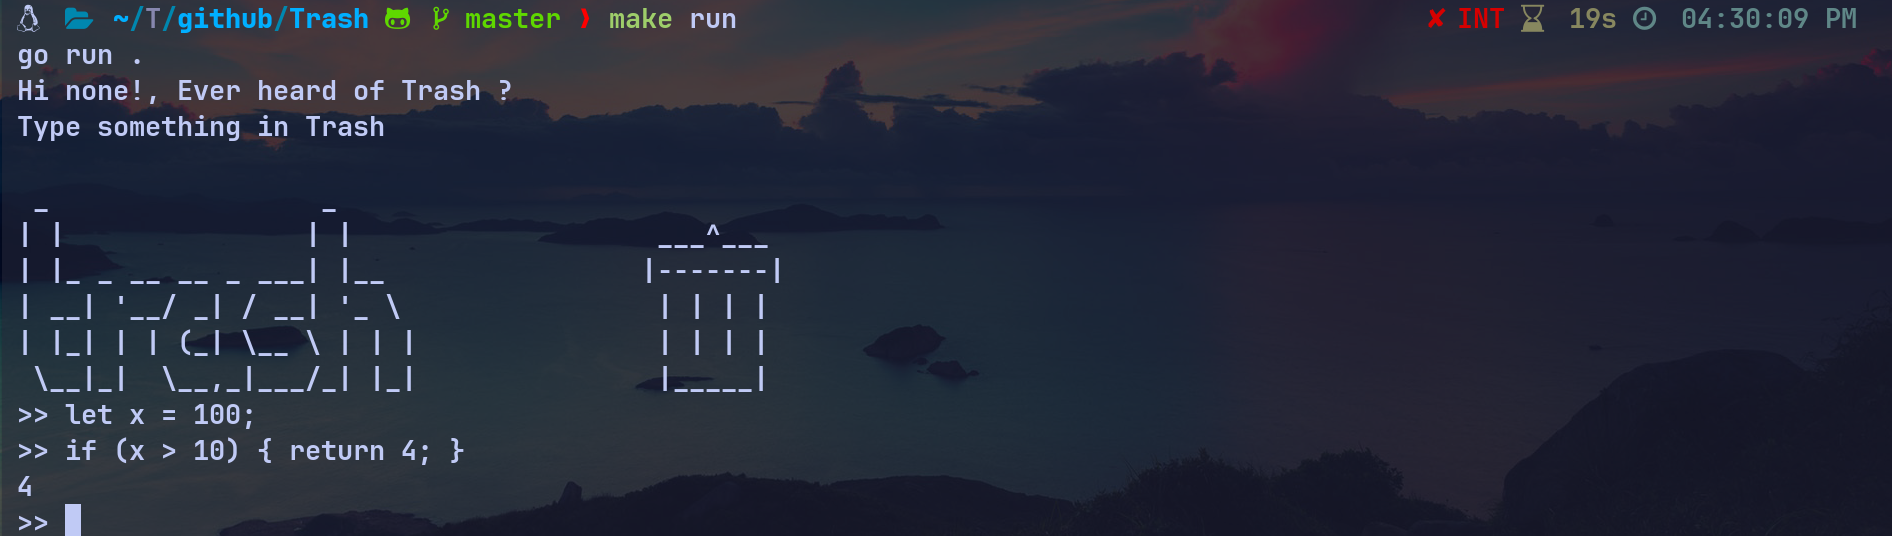 ~/T/github/Trash master ❯ make run ✘ INT 19s 04:30:09 PM
go run .
Hi none!, Ever heard of Trash ?
Type something in Trash
 _                 _
| |               | |                   ___^___
| |_ _ __ __ _ ___| |__                |-------|
| __| '__/ _| / __| '_ \                | | | |
| |_| | | (_| \__ \ | | |               | | | |
 \__|_|  \__,_|___/_| |_|               |_____|
>> let x = 100;
>> if (x > 10) { return 4; }
4
>>